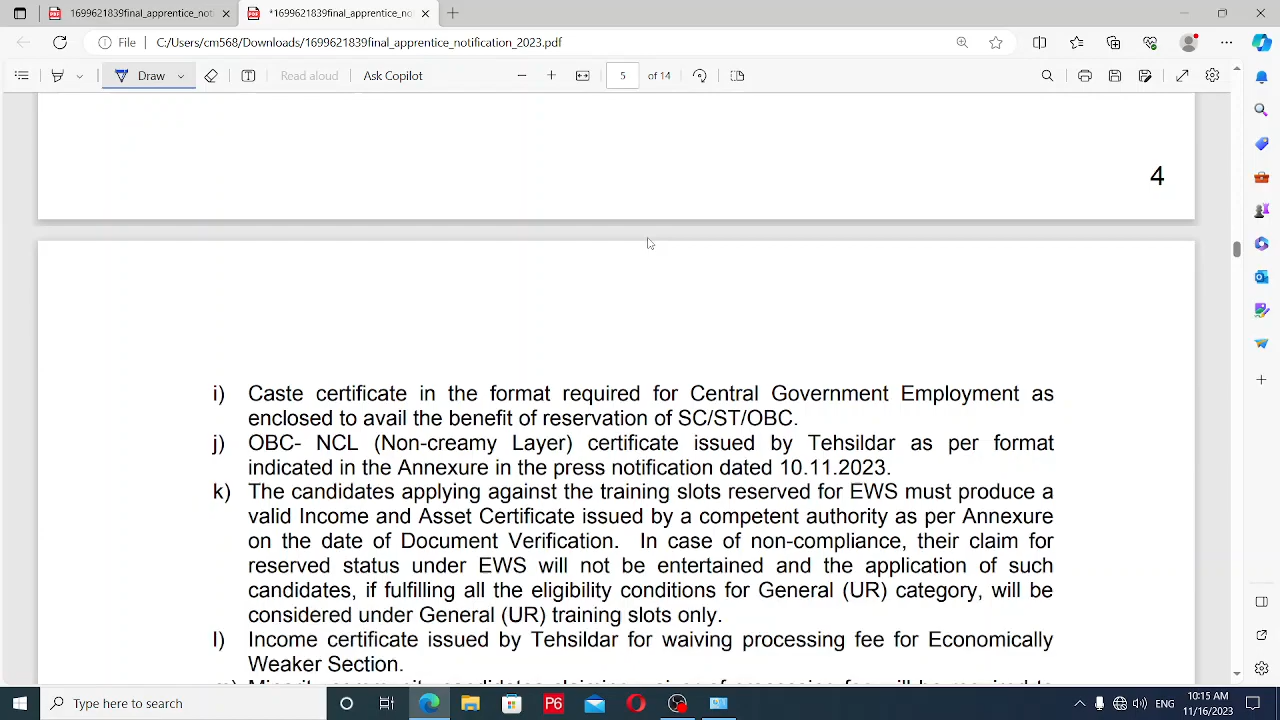 1699621839final_apprentice_noti
*1699621839final_apprentice_no
File
C:/Users/cm568/Downloads/1699621839final_apprentice_notification_2023.pdf
Draw
Read aloud
Ask Copilot
5 of 14
4
i) Caste certificate in the format required for Central Government Employment as
enclosed to avail the benefit of reservation of SC/ST/OBC.
j) OBC- NCL (Non-creamy Layer) certificate issued by Tehsildar as per format
indicated in the Annexure in the press notification dated 10.11.2023.
k) The candidates applying against the training slots reserved for EWS must produce a
valid Income and Asset Certificate issued by a competent authority as per Annexure
on the date of Document Verification. In case of non-compliance, their claim for
reserved status under EWS will not be entertained and the application of such
candidates, if fulfilling all the eligibility conditions for General (UR) category, will be
considered under General (UR) training slots only.
l) Income certificate issued by Tehsildar for waiving processing fee for Economically
Weaker Section.
Type here to search
P6
10:15 AM
11/16/2023